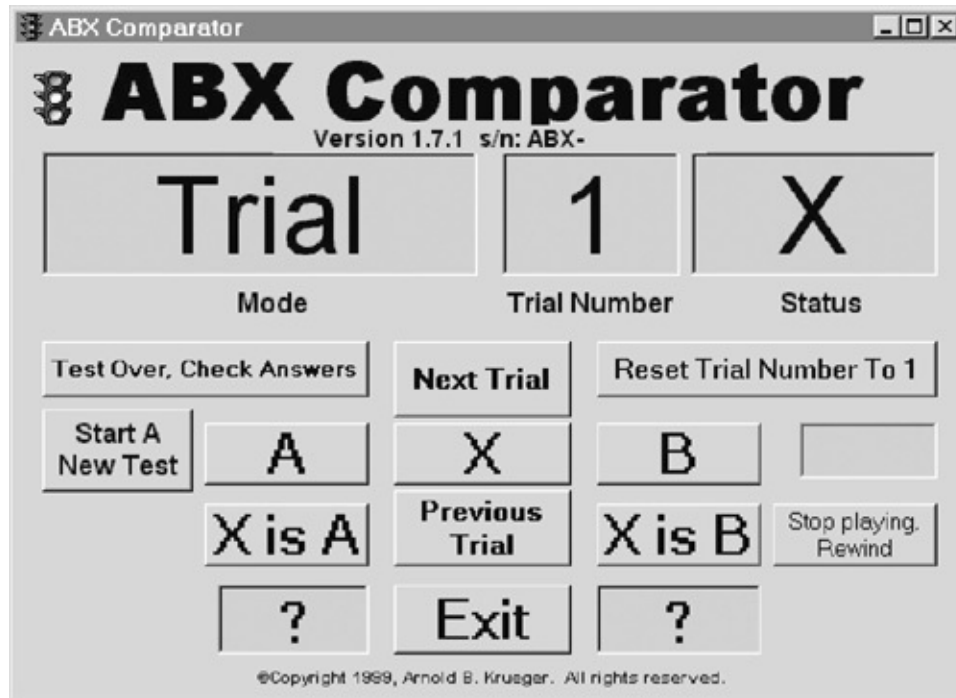 ABX Comparator
ABX Comparator
Version 1.7.1 s/n: ABX-
Trial
1
X
Mode
Trial Number
Status
Test Over, Check Answers
Next Trial
Reset Trial Number To 1
Start A
New Test
A
X
B
X is A
Previous
Trial
X is B
Stop playing.
Rewind
?
Exit
?
©Copyright 1999, Arnold B. Krueger. All rights reserved.